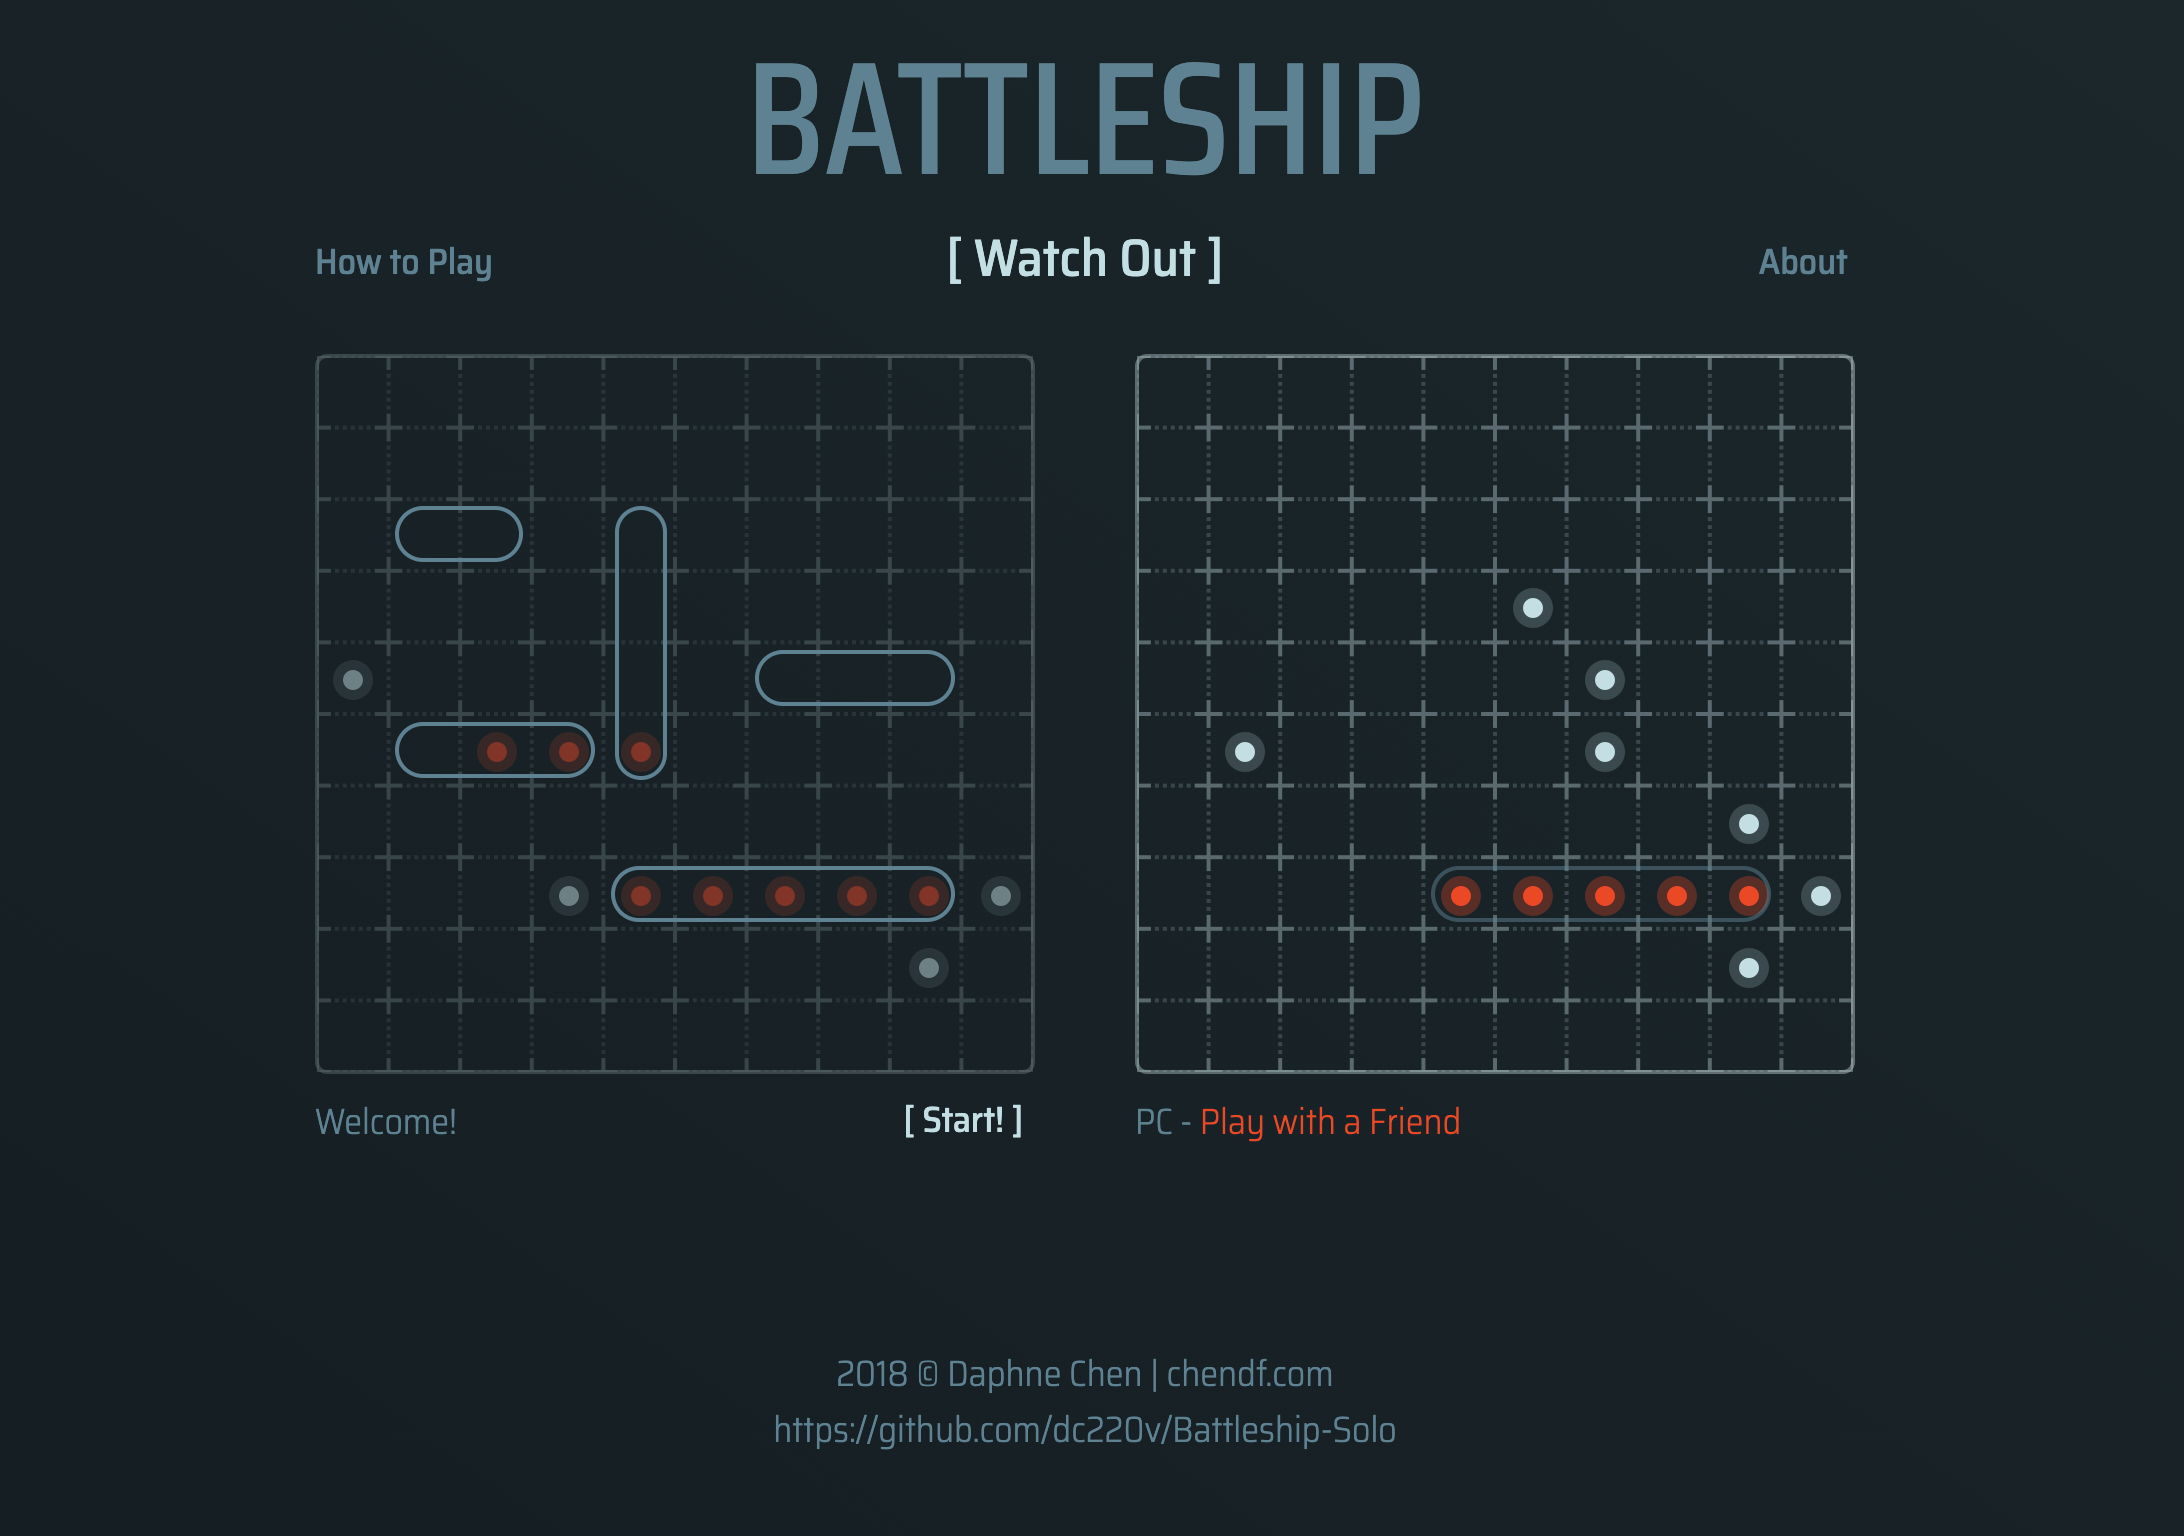 BATTLESHIP
How to Play
[ Watch Out ]
About
Welcome!
[ Start! ]
PC - Play with a Friend
2018 © Daphne Chen | chendf.com
https://github.com/dc220v/Battleship-Solo